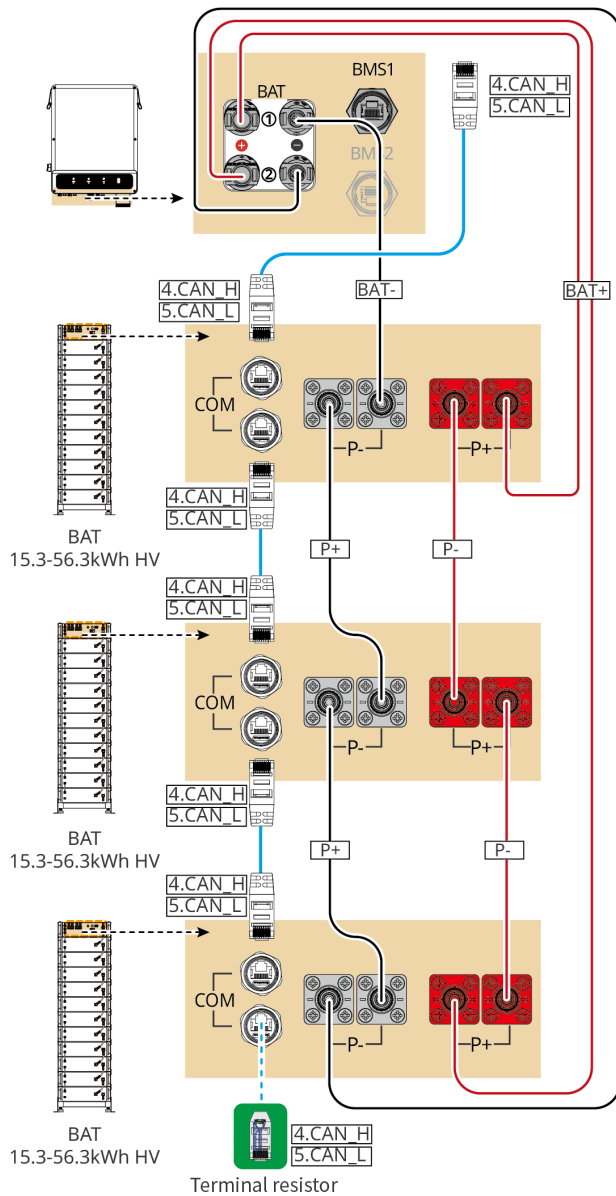 BAT
BMS1
BMS2
①
②
4.CAN_H
5.CAN_L
4.CAN_H
5.CAN_L
BAT-
BAT+
COM
P-
P+
BAT
15.3-56.3kWh HV
4.CAN_H
5.CAN_L
P+
P-
4.CAN_H
5.CAN_L
COM
P-
P+
BAT
15.3-56.3kWh HV
4.CAN_H
5.CAN_L
P+
P-
4.CAN_H
5.CAN_L
COM
P-
P+
BAT
15.3-56.3kWh HV
4.CAN_H
5.CAN_L
Terminal resistor